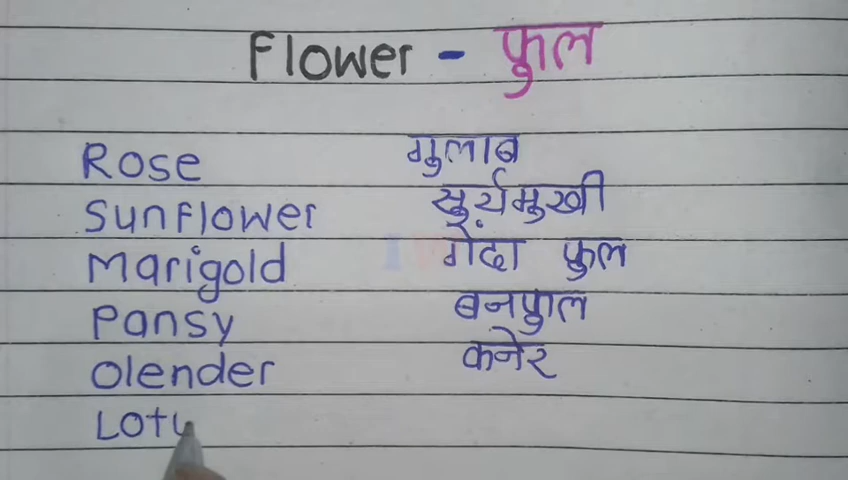 Flower - फुल
Rose गुलाब
Sunflower सुर्यमुखी
Marigold गेंदा फुल
Pansy बनफुल
Olender कनेर
Lotu